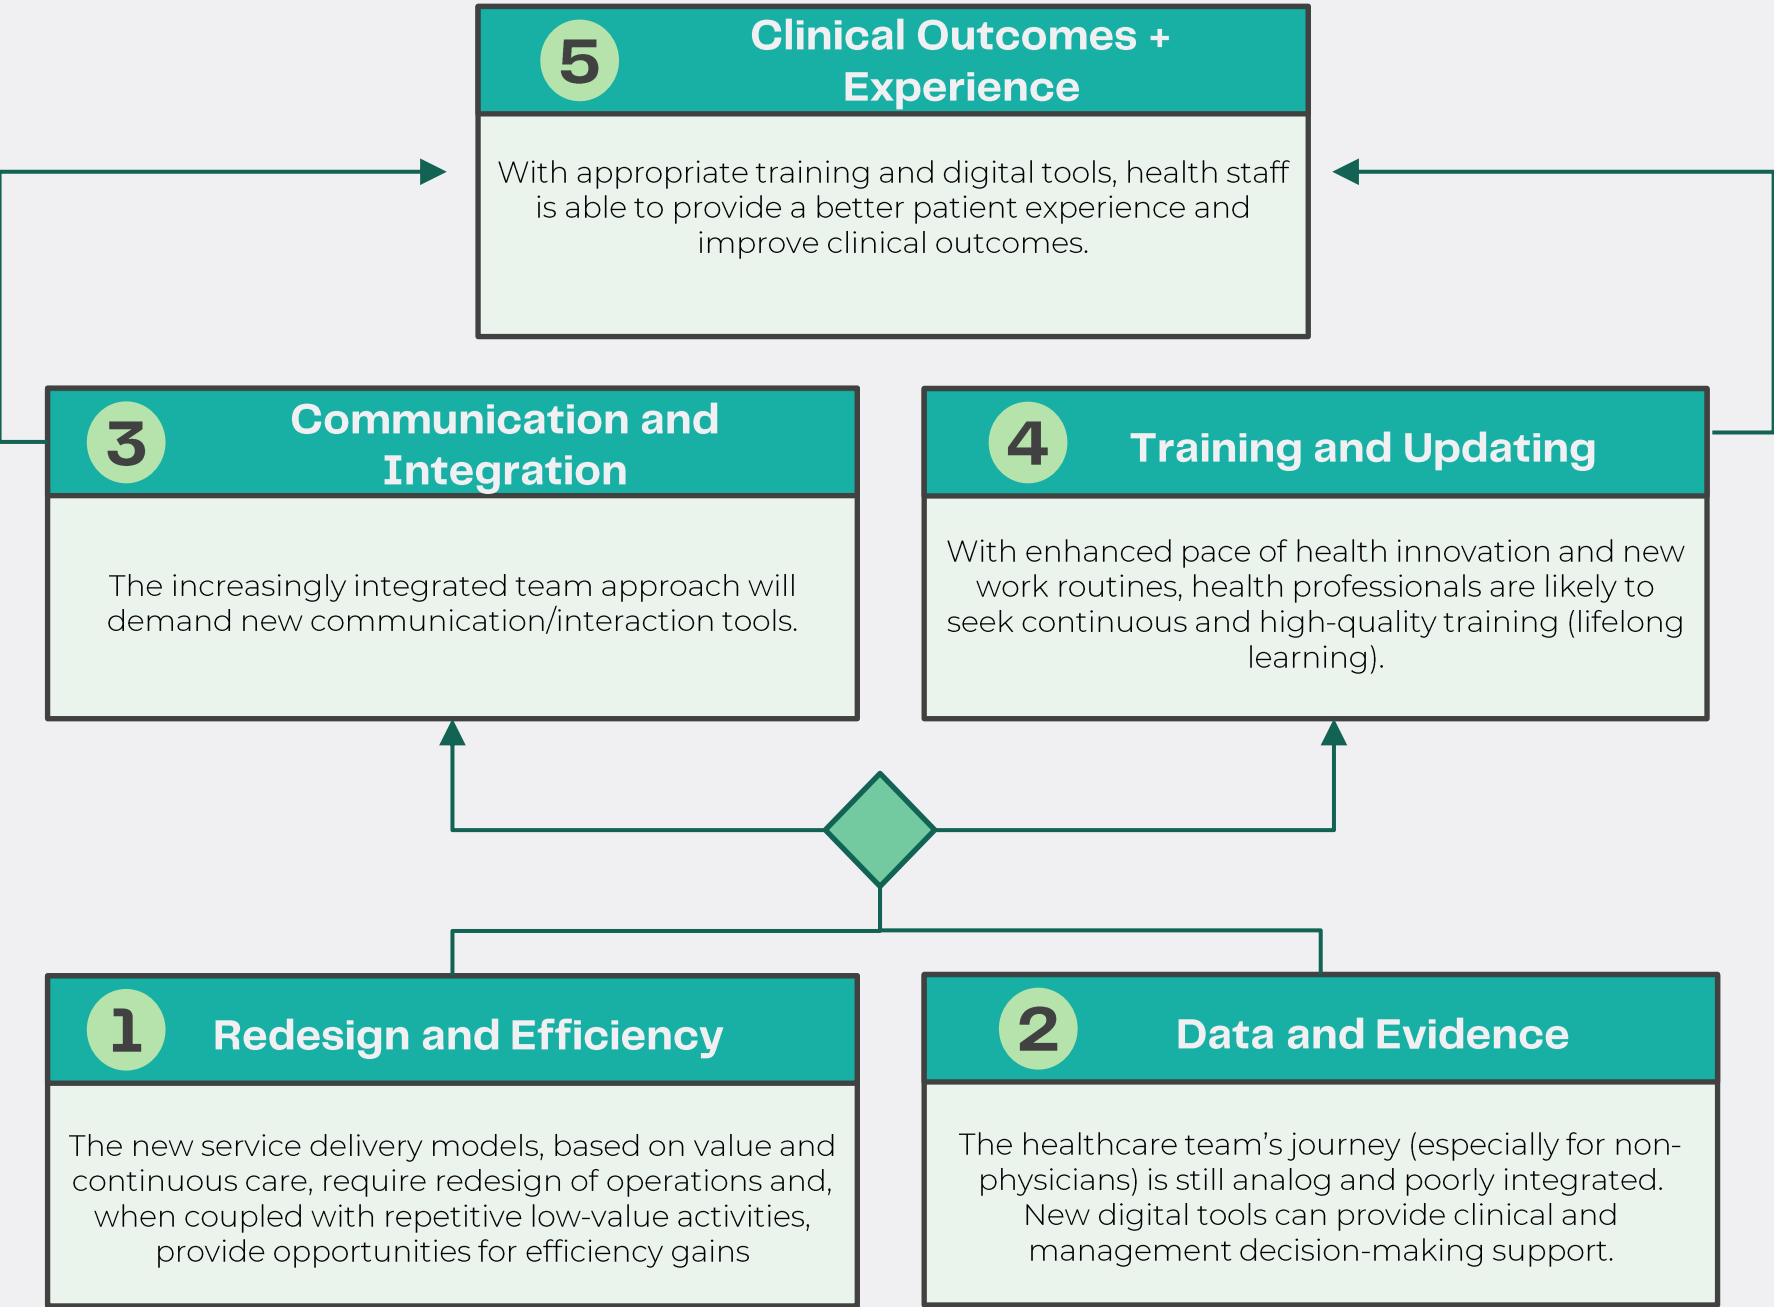 5
Clinical Outcomes +
Experience
With appropriate training and digital tools, health staff
is able to provide a better patient experience and
improve clinical outcomes.
3
Communication and
Integration
The increasingly integrated team approach will
demand new communication/interaction tools.
4
Training and Updating
With enhanced pace of health innovation and new
work routines, health professionals are likely to
seek continuous and high-quality training (lifelong
learning).
1
Redesign and Efficiency
The new service delivery models, based on value and
continuous care, require redesign of operations and,
when coupled with repetitive low-value activities,
provide opportunities for efficiency gains
2
Data and Evidence
The healthcare team’s journey (especially for non-
physicians) is still analog and poorly integrated.
New digital tools can provide clinical and
management decision-making support.